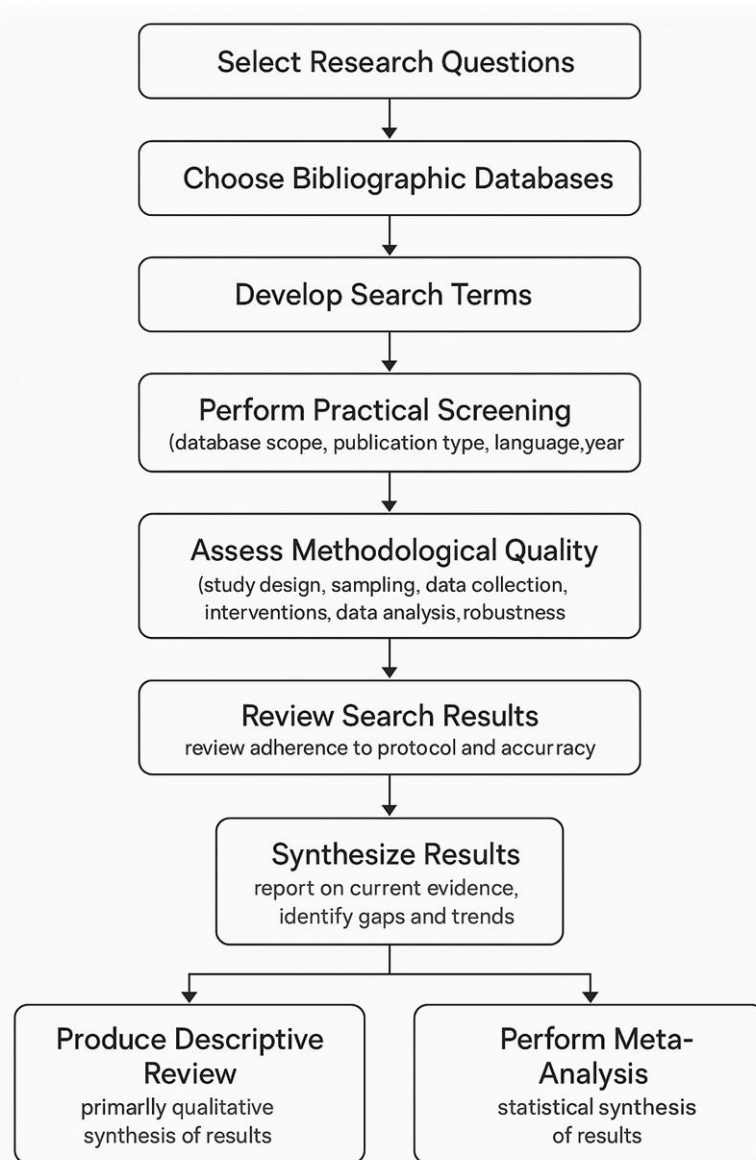 Select Research Questions
Choose Bibliographic Databases
Develop Search Terms
Perform Practical Screening
(database scope, publication type, language,year
Assess Methodological Quality
(study design, sampling, data collection,
interventions, data analysis,robustness
Review Search Results
review adherence to protocol and accurracy
Synthesize Results
report on current evidence,
identify gaps and trends
Produce Descriptive
Review
primarlly qualitative
synthesis of results
Perform Meta-
Analysis
statistical synthesis
of results